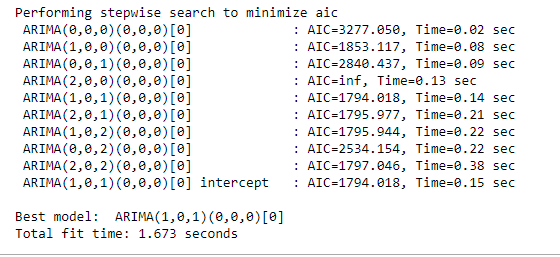 Performing stepwise search to minimize aic
ARIMA(0,0,0)(0,0,0)[0] : AIC=3277.050, Time=0.02 sec
ARIMA(1,0,0)(0,0,0)[0] : AIC=1853.117, Time=0.08 sec
ARIMA(0,0,1)(0,0,0)[0] : AIC=2840.437, Time=0.09 sec
ARIMA(2,0,0)(0,0,0)[0] : AIC=inf, Time=0.13 sec
ARIMA(1,0,1)(0,0,0)[0] : AIC=1794.018, Time=0.14 sec
ARIMA(2,0,1)(0,0,0)[0] : AIC=1795.977, Time=0.21 sec
ARIMA(1,0,2)(0,0,0)[0] : AIC=1795.944, Time=0.22 sec
ARIMA(0,0,2)(0,0,0)[0] : AIC=2534.154, Time=0.22 sec
ARIMA(2,0,2)(0,0,0)[0] : AIC=1797.046, Time=0.38 sec
ARIMA(1,0,1)(0,0,0)[0] intercept : AIC=1794.018, Time=0.15 sec
Best model: ARIMA(1,0,1)(0,0,0)[0]
Total fit time: 1.673 seconds